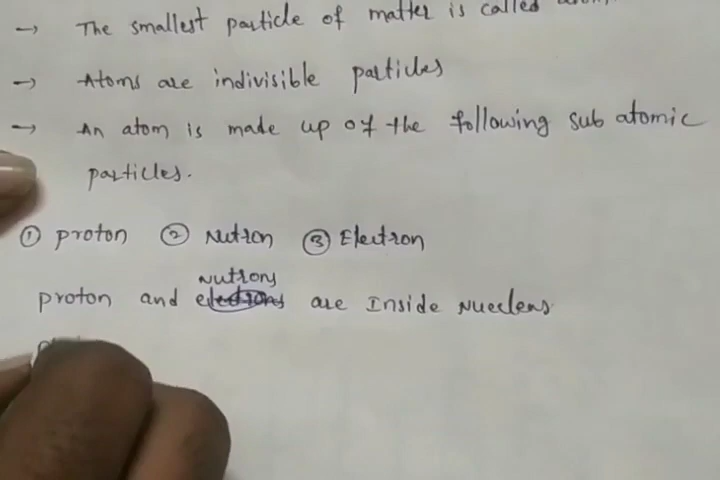 → The smallest particle of matter is called
→ Atoms are indivisible particles
→ An atom is made up of the following sub atomic
particles.
① proton ② Nutron ③ Electron
nutrons
proton and electrons are Inside Nuecleas